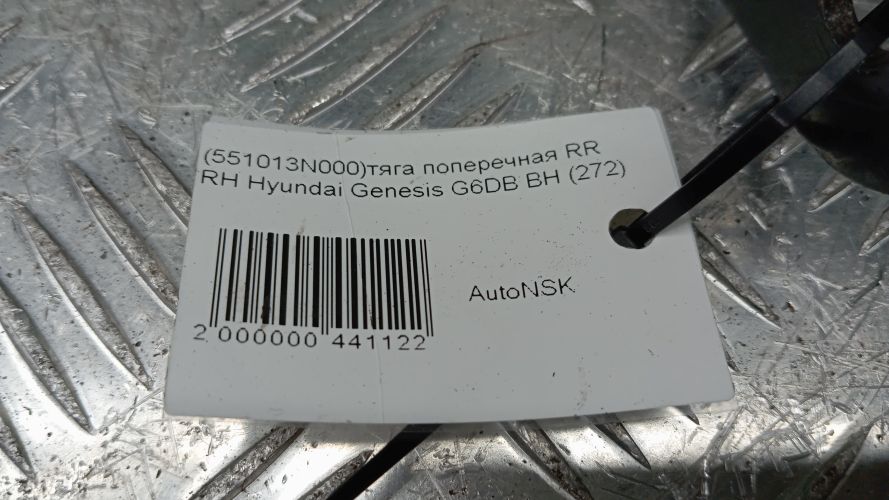 (551013N000)тяга поперечная RR
RH Hyundai Genesis G6DB BH (272)
AutoNSK
2 000000 441122